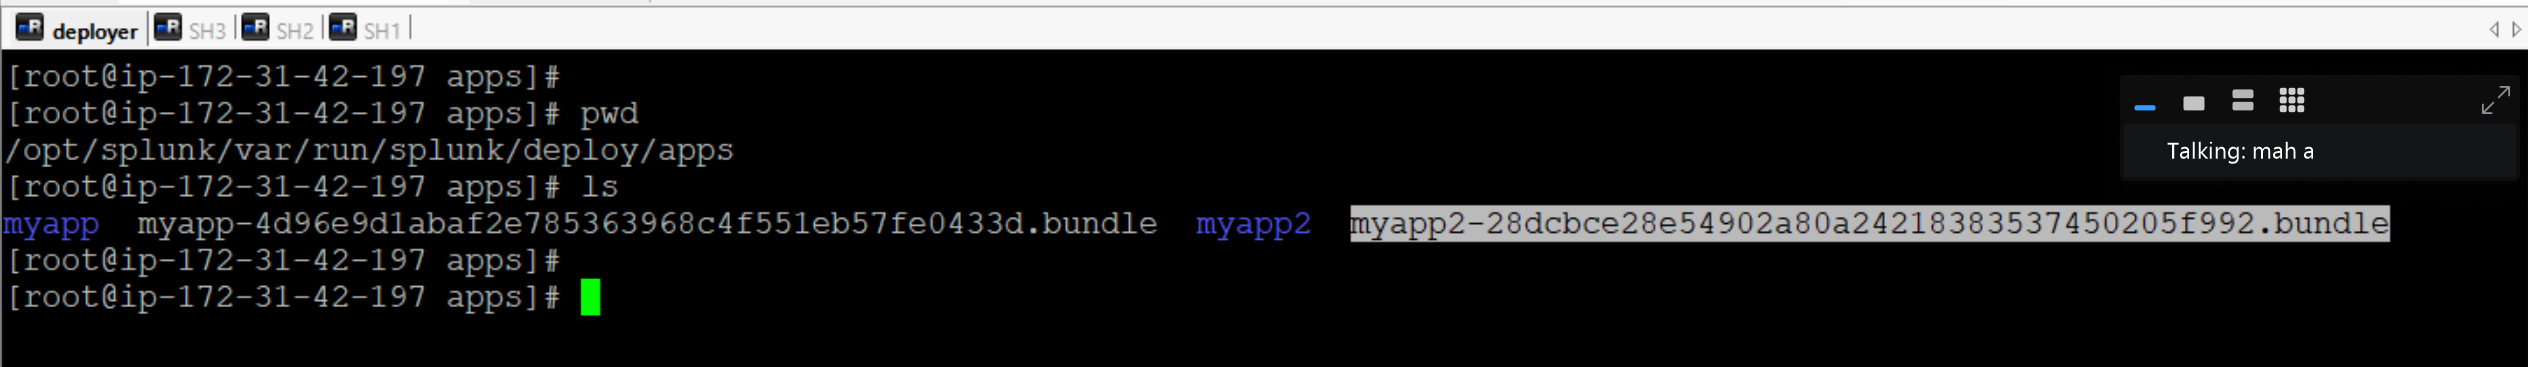 deployer SH3 SH2 SH1
[root@ip-172-31-42-197 apps]#
[root@ip-172-31-42-197 apps]# pwd
/opt/splunk/var/run/splunk/deploy/apps
[root@ip-172-31-42-197 apps]# ls
myapp myapp-4d96e9d1abaf2e785363968c4f551eb57fe0433d.bundle myapp2 myapp2-28dcbce28e54902a80a24218383537450205f992.bundle
[root@ip-172-31-42-197 apps]#
[root@ip-172-31-42-197 apps]#
Talking: mah a